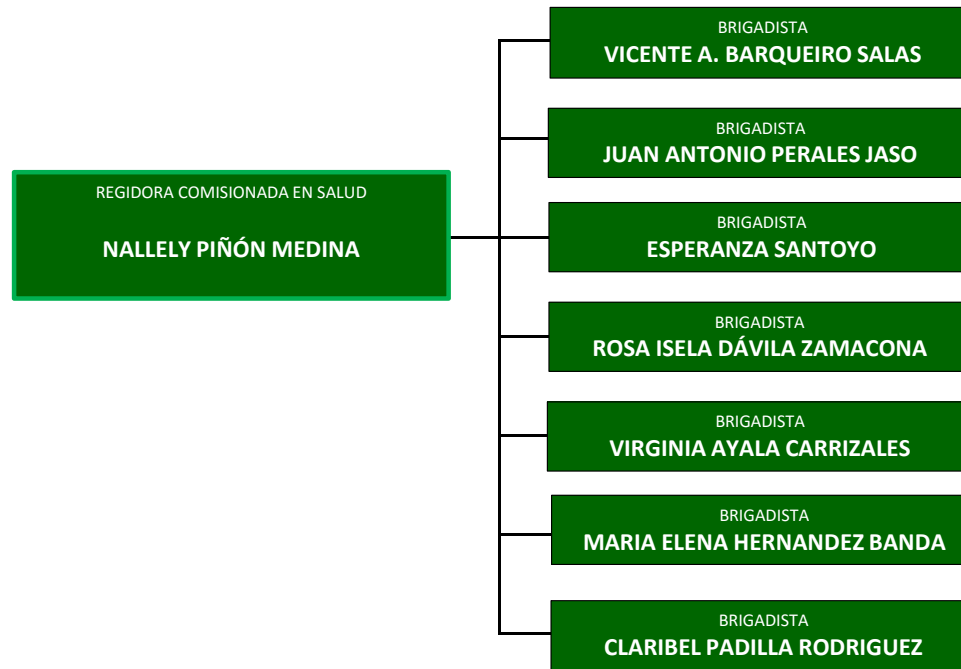 REGIDORA COMISIONADA EN SALUD
NALLELY PIÑÓN MEDINA
BRIGADISTA
VICENTE A. BARQUEIRO SALAS
BRIGADISTA
JUAN ANTONIO PERALES JASO
BRIGADISTA
ESPERANZA SANTOYO
BRIGADISTA
ROSA ISELA DÁVILA ZAMACONA
BRIGADISTA
VIRGINIA AYALA CARRIZALES
BRIGADISTA
MARIA ELENA HERNANDEZ BANDA
BRIGADISTA
CLARIBEL PADILLA RODRIGUEZ